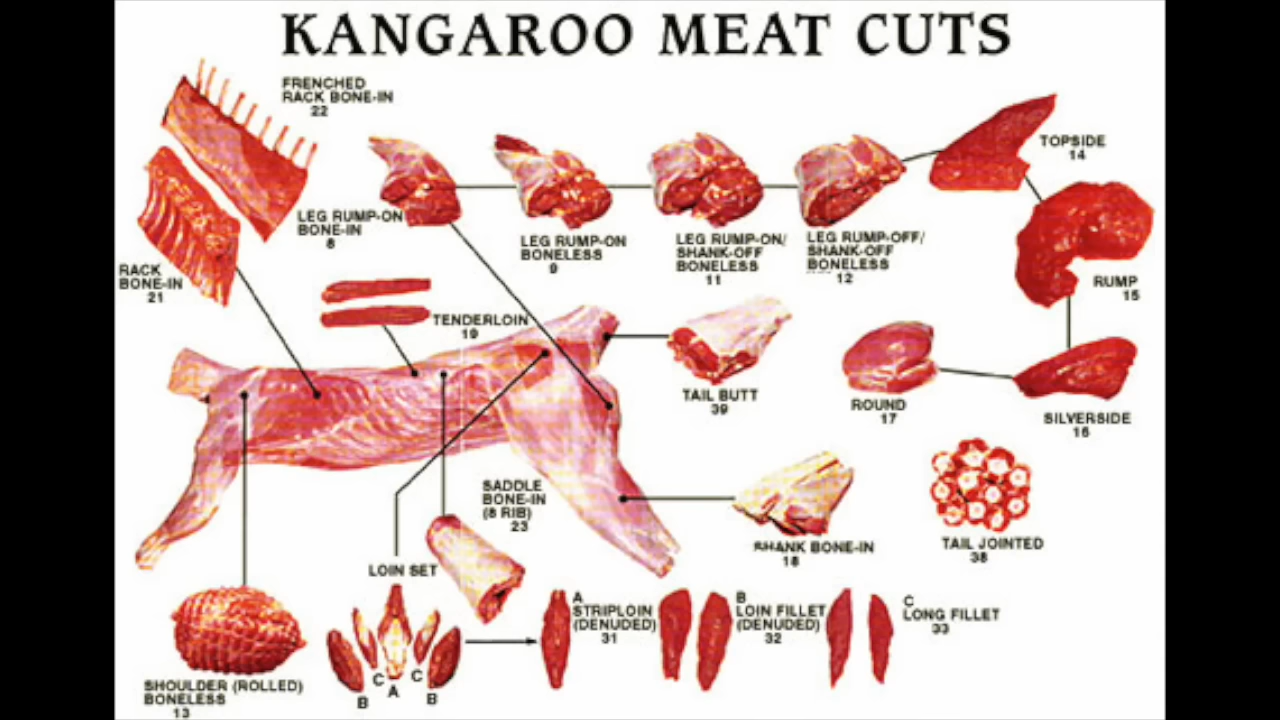 KANGAROO MEAT CUTS
FRENCHED
RACK BONE-IN
22
TOPSIDE
14
LEG RUMP-ON
BONE-IN
8
LEG RUMP-ON
BONELESS
9
LEG RUMP-ON/
SHANK-OFF
BONELESS
11
LEG RUMP-OFF/
SHANK-OFF
BONELESS
12
RACK
BONE-IN
21
RUMP
15
TENDERLOIN
19
TAIL BUTT
39
ROUND
17
SILVERSIDE
16
SADDLE
BONE-IN
(8 RIB)
23
SHANK BONE-IN
18
TAIL JOINTED
38
LOIN SET
A
STRIPLOIN
(DENUDED)
31
B
LOIN FILLET
(DENUDED)
32
C
LONG FILLET
33
C C
B A B
SHOULDER (ROLLED)
BONELESS
13